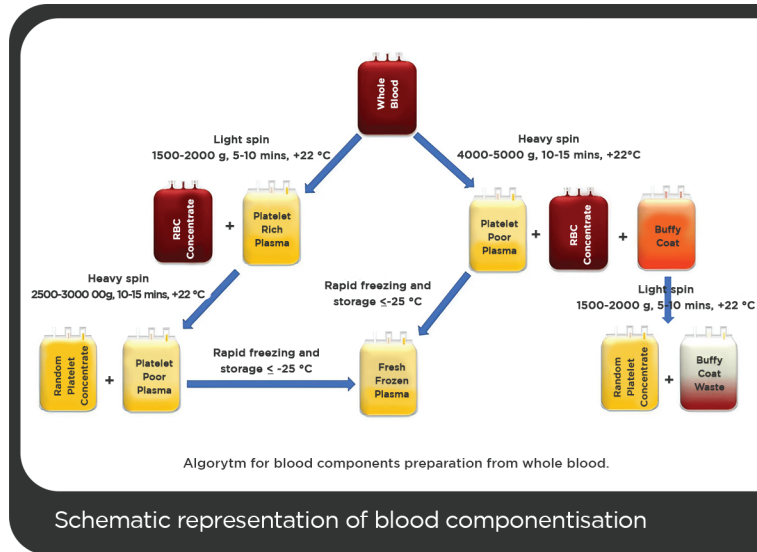 Whole
Blood
Light spin
1500-2000 g, 5-10 mins, +22 °C
Heavy spin
4000-5000 g, 10-15 mins, +22°C
RBC
Concentrate
+
Platelet
Rich
Plasma
Platelet
Poor
Plasma
+
RBC
Concentrate
+
Buffy
Coat
Heavy spin
2500-3000 00g, 10-15 mins, +22 °C
Rapid freezing and
storage ≤-25 °C
Light spin
1500-2000 g, 5-10 mins, +22 °C
Random
Platelet
Concentrate
+
Platelet
Poor
Plasma
Rapid freezing and
storage ≤ -25 °C
Fresh
Frozen
Plasma
Random
Platelet
Concentrate
+
Buffy
Coat
Waste
Algorytm for blood components preparation from whole blood.
Schematic representation of blood componentisation